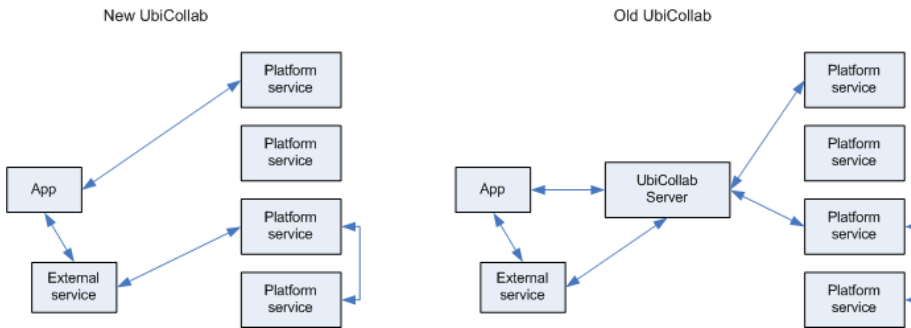 New UbiCollab
Platform
service
Platform
service
App
Platform
service
External
service
Platform
service
Old UbiCollab
Platform
service
Platform
service
App
UbiCollab
Server
Platform
service
External
service
Platform
service